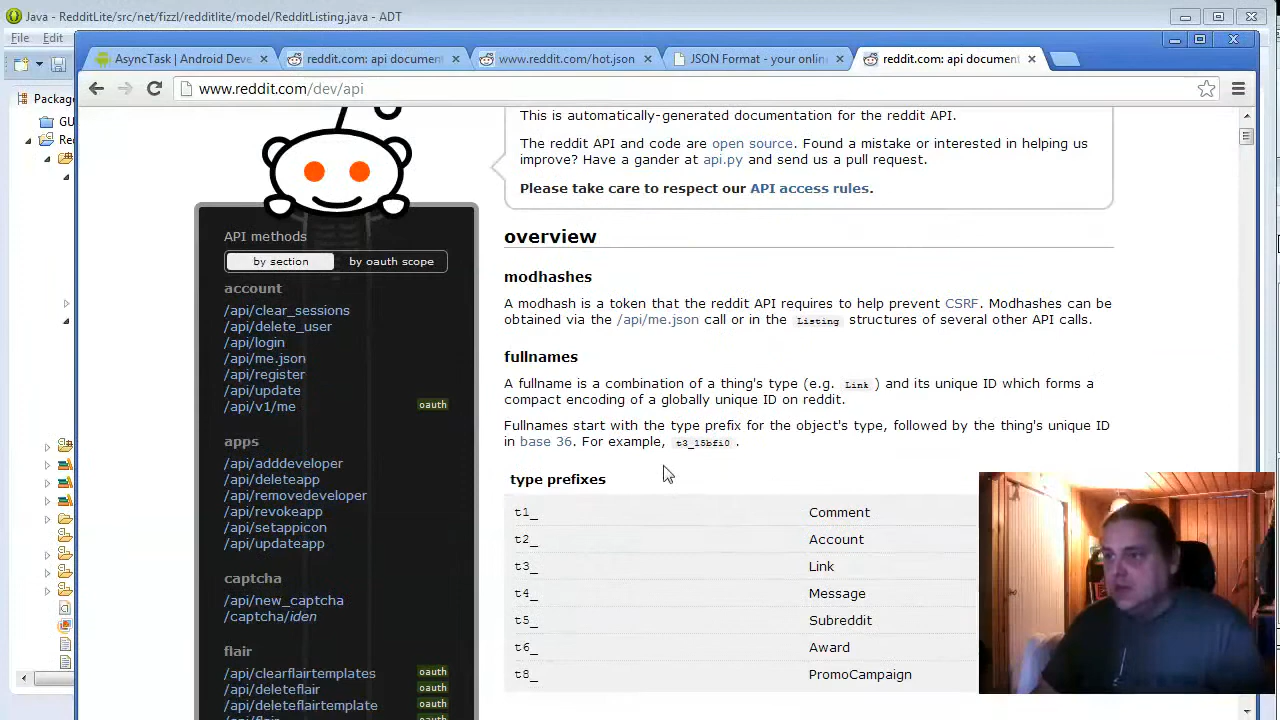 Java - RedditLite/src/net/fizzl/redditlite/model/RedditListing.java - ADT
File Edit
AsyncTask | Android Deve
reddit.com: api document
www.reddit.com/hot.json
JSON Format - your onlin
reddit.com: api document
www.reddit.com/dev/api
Packag
GU
Re
This is automatically-generated documentation for the reddit API.
The reddit API and code are open source. Found a mistake or interested in helping us
improve? Have a gander at api.py and send us a pull request.
Please take care to respect our API access rules.
API methods
by section by oauth scope
account
/api/clear_sessions
/api/delete_user
/api/login
/api/me.json
/api/register
/api/update
/api/v1/me oauth
apps
/api/adddeveloper
/api/deleteapp
/api/removedeveloper
/api/revokeapp
/api/setappicon
/api/updateapp
captcha
/api/new_captcha
/captcha/iden
flair
/api/clearflairtemplates oauth
/api/deleteflair oauth
/api/deleteflairtemplate oauth
overview
modhashes
A modhash is a token that the reddit API requires to help prevent CSRF. Modhashes can be
obtained via the /api/me.json call or in the Listing structures of several other API calls.
fullnames
A fullname is a combination of a thing's type (e.g. Link ) and its unique ID which forms a
compact encoding of a globally unique ID on reddit.
Fullnames start with the type prefix for the object's type, followed by the thing's unique ID
in base 36. For example, t3_15bfi0 .
type prefixes
t1_ Comment
t2_ Account
t3_ Link
t4_ Message
t5_ Subreddit
t6_ Award
t8_ PromoCampaign